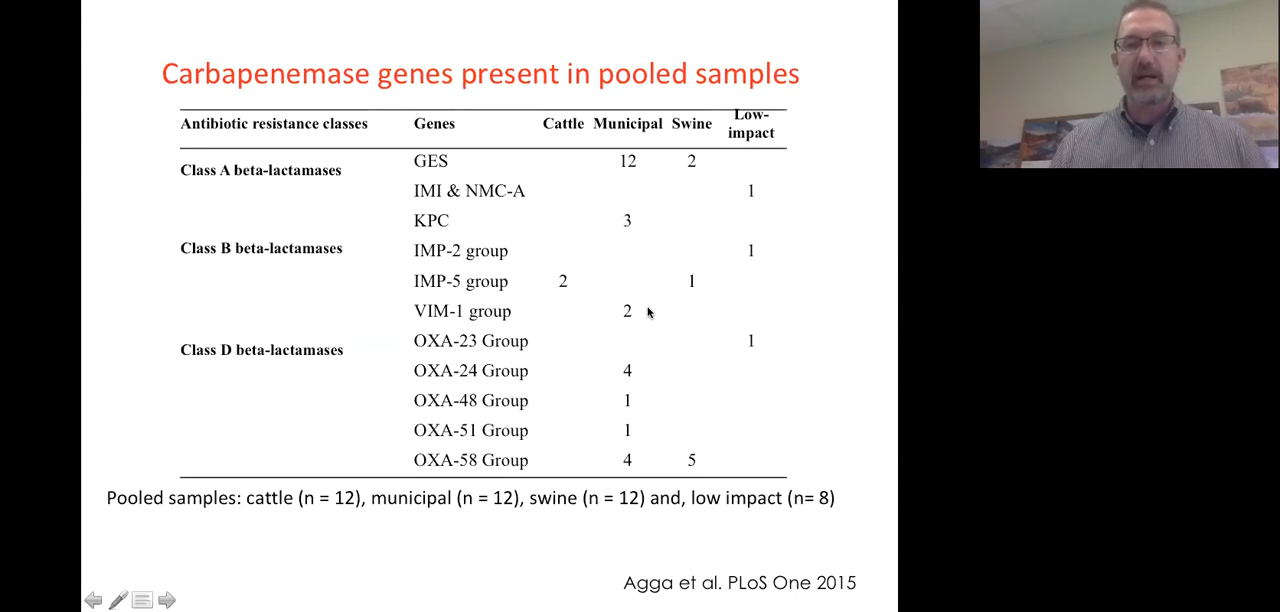 Carbapenemase genes present in pooled samples
Antibiotic resistance classes Genes Cattle Municipal Swine Low-impact
Class A beta-lactamases GES 12 2
IMI & NMC-A 1
KPC 3
Class B beta-lactamases IMP-2 group 1
IMP-5 group 2 1
VIM-1 group 2
Class D beta-lactamases OXA-23 Group 1
OXA-24 Group 4
OXA-48 Group 1
OXA-51 Group 1
OXA-58 Group 4 5
Pooled samples: cattle (n = 12), municipal (n = 12), swine (n = 12) and, low impact (n= 8)
Agga et al. PLoS One 2015